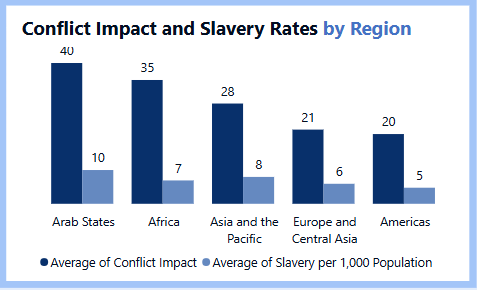 Conflict Impact and Slavery Rates by Region
40
35
28
21
20
10
7
8
6
5
Arab States
Africa
Asia and the
Pacific
Europe and
Central Asia
Americas
Average of Conflict Impact
Average of Slavery per 1,000 Population